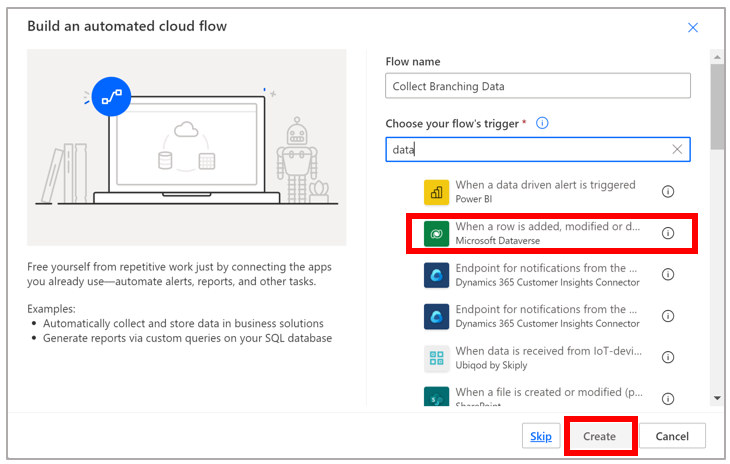 Build an automated cloud flow
Free yourself from repetitive work just by connecting the apps
you already use—automate alerts, reports, and other tasks.
Examples:
• Automatically collect and store data in business solutions
• Generate reports via custom queries on your SQL database
Flow name
Collect Branching Data
Choose your flow's trigger *
data
When a data driven alert is triggered
Power BI
When a row is added, modified or d...
Microsoft Dataverse
Endpoint for notifications from the ...
Dynamics 365 Customer Insights Connector
Endpoint for notifications from the ...
Dynamics 365 Customer Insights Connector
When data is received from IoT-devi...
Ubiqod by Skiply
When a file is created or modified (p...
SharePoint
Skip
Create
Cancel